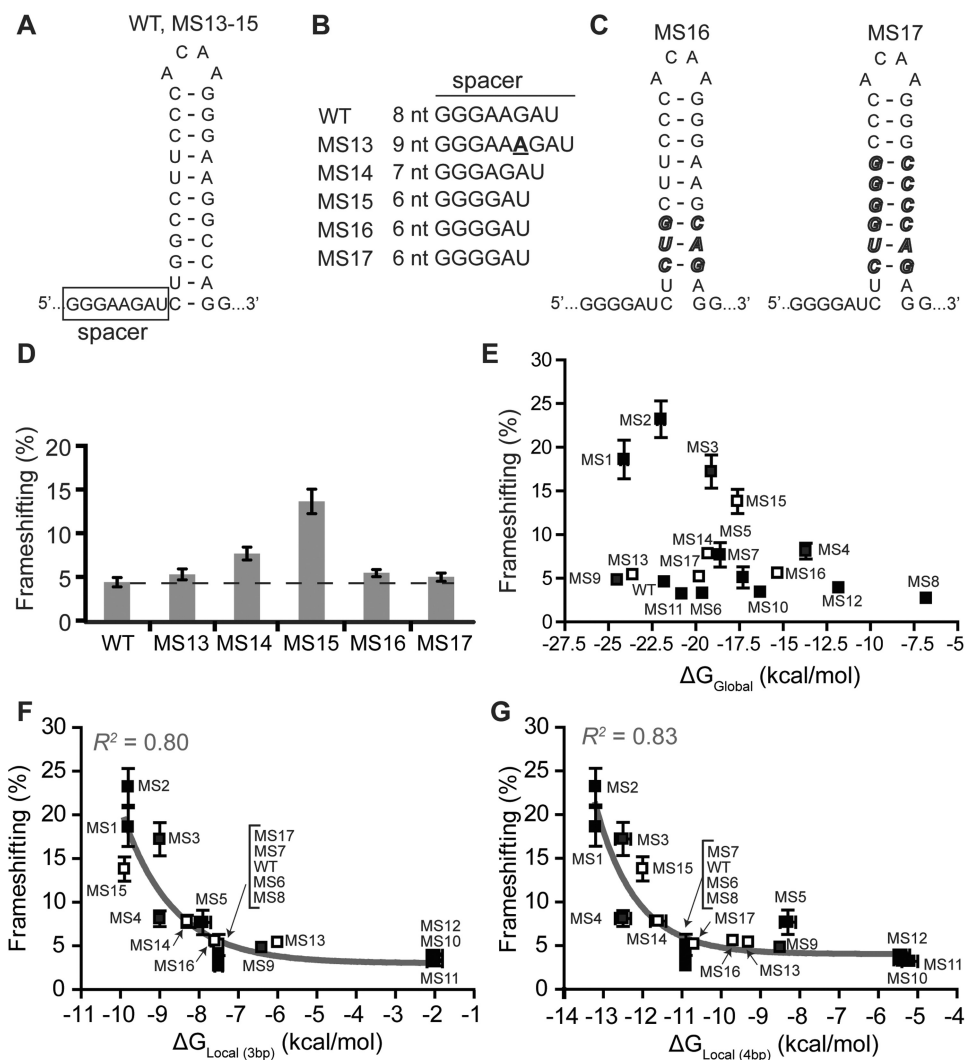 A
WT, MS13-15
C A
A A
C - G
C - G
C - G
U - A
U - A
C - G
C - G
G - C
U - A
5’...GGGAAGAUC - GG...3’
spacer
B
spacer
WT 8 nt GGGAAGAU
MS13 9 nt GGGAAAGAU
MS14 7 nt GGGAGAU
MS15 6 nt GGGGAU
MS16 6 nt GGGGAU
MS17 6 nt GGGGAU
C
MS16
C A
A A
C - G
C - G
C - G
U - A
U - A
G - C
U - A
C - G
U A
5’...GGGGAUC - GG...3’
MS17
C A
A A
C - G
C - G
C - G
G - C
G - C
G - C
U - A
C - G
U A
5’...GGGGAUC - GG...3’
D
Frameshifting (%)
20
15
10
5
0
WT MS13 MS14 MS15 MS16 MS17
E
Frameshifting (%)
30
25
20
15
10
5
0
MS2
MS1
MS3
MS15
MS5
MS14
MS7
MS4
MS13
MS17
MS16
MS9
WT
MS11
MS6
MS10
MS12
MS8
-27.5 -25 -22.5 -20 -17.5 -15 -12.5 -10 -7.5 -5
ΔGGlobal (kcal/mol)
F
R² = 0.80
Frameshifting (%)
30
25
20
15
10
5
0
MS2
MS1
MS3
MS15
MS17
MS7
WT
MS6
MS8
MS4
MS5
MS14
MS16
MS9
MS13
MS12
MS10
MS11
-11 -10 -9 -8 -7 -6 -5 -4 -3 -2 -1
ΔGLocal (3bp) (kcal/mol)
G
R² = 0.83
Frameshifting (%)
30
25
20
15
10
5
0
MS2
MS1
MS3
MS15
MS7
WT
MS6
MS8
MS4
MS5
MS14
MS17
MS9
MS16
MS13
MS12
MS11
MS10
-14 -13 -12 -11 -10 -9 -8 -7 -6 -5 -4
ΔGLocal (4bp) (kcal/mol)